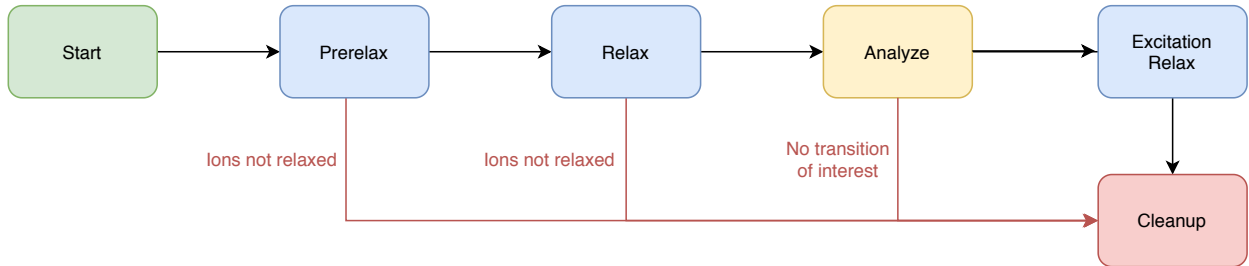 Start
Prerelax
Relax
Analyze
Excitation
Relax
Ions not relaxed
Ions not relaxed
No transition
of interest
Cleanup